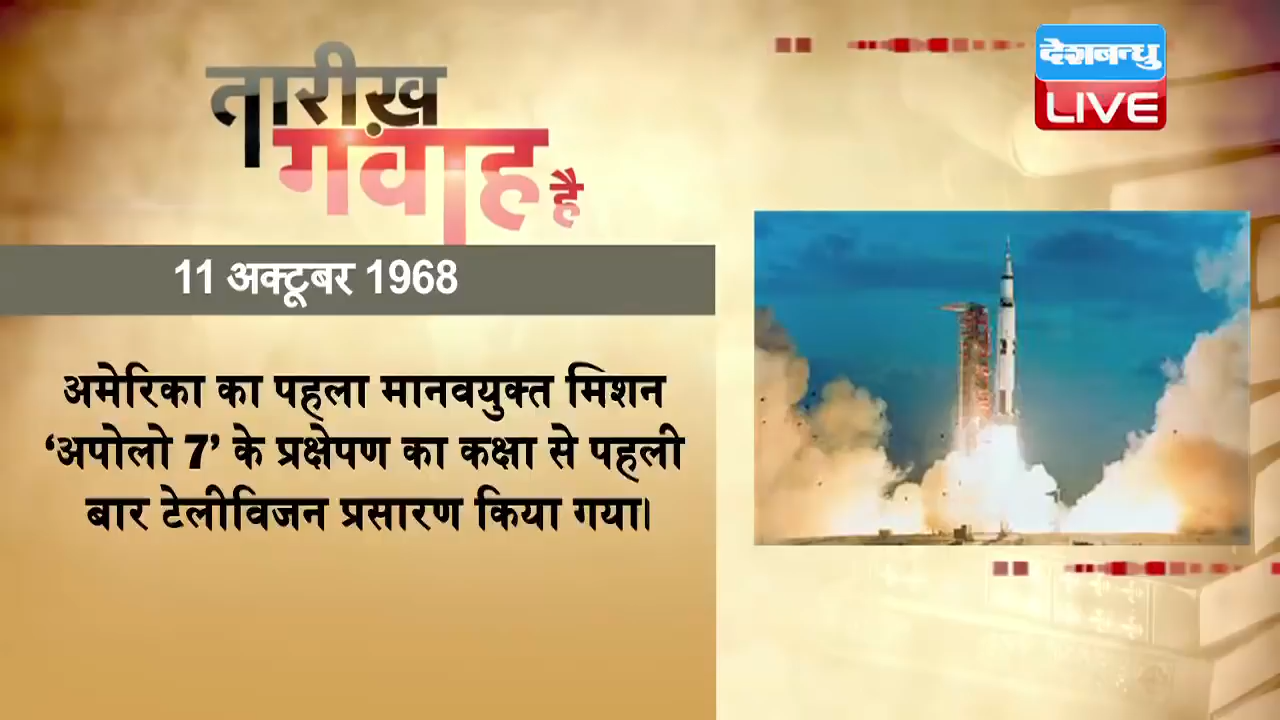 तारीख़
गवाह है
देशबन्धु
LIVE
11 अक्टूबर 1968
अमेरिका का पहला मानवयुक्त मिशन
‘अपोलो 7’ के प्रक्षेपण का कक्षा से पहली
बार टेलीविजन प्रसारण किया गया।